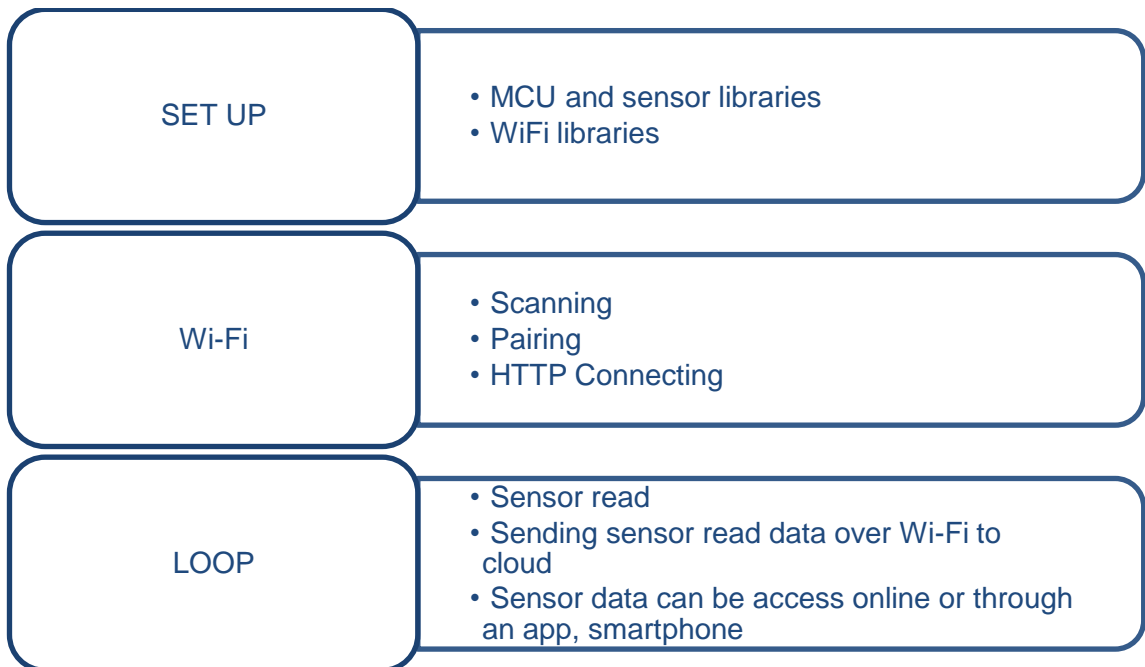 SET UP
• MCU and sensor libraries
• WiFi libraries
Wi-Fi
• Scanning
• Pairing
• HTTP Connecting
LOOP
• Sensor read
• Sending sensor read data over Wi-Fi to
cloud
• Sensor data can be access online or through
an app, smartphone